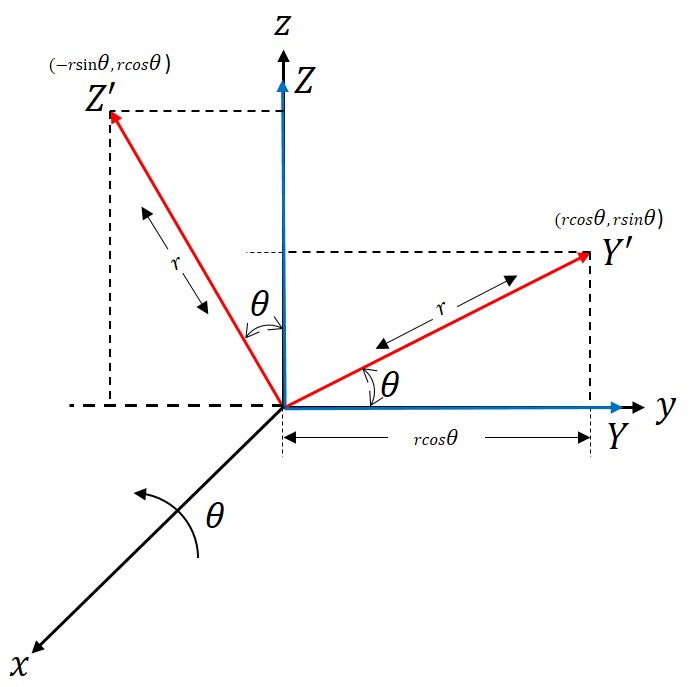 z
(−rsinθ, rcosθ)
Z′
Z
(rcosθ, rsinθ)
Y′
r
r
θ
θ
y
Y
rcosθ
θ
x